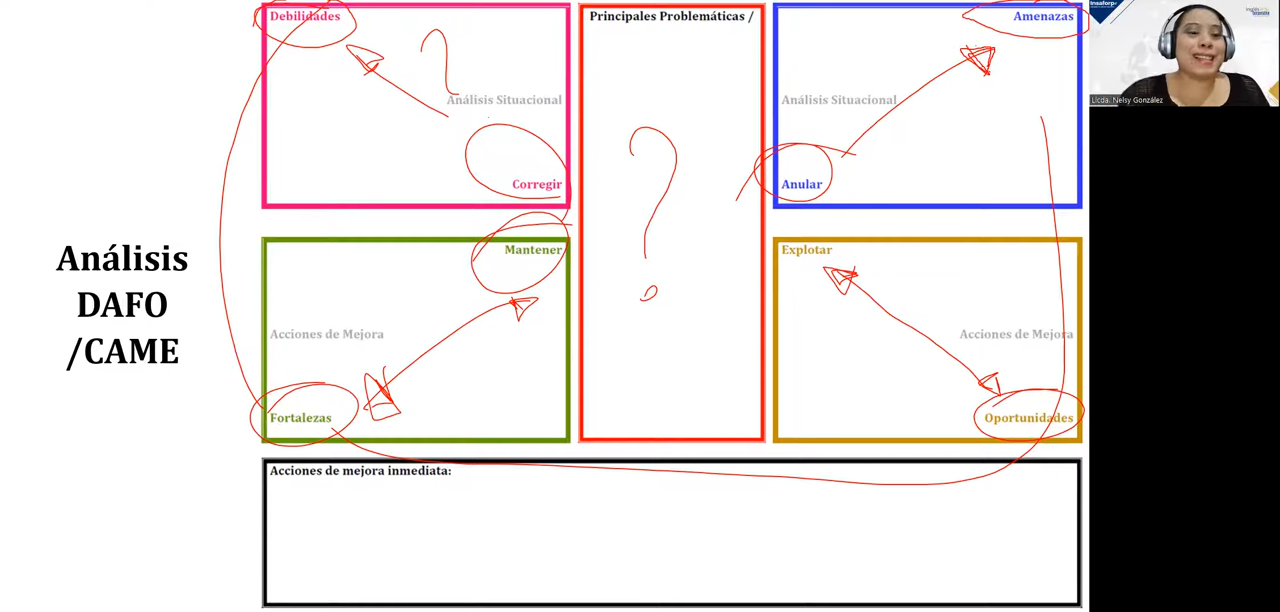 Debilidades
Análisis Situacional
Corregir
Principales Problemáticas /
Amenazas
Análisis Situacional
Anular
Insaforp
Licda. Nelsy González
Análisis
DAFO
/CAME
Mantener
Acciones de Mejora
Fortalezas
Explotar
Acciones de Mejora
Oportunidades
Acciones de mejora inmediata: